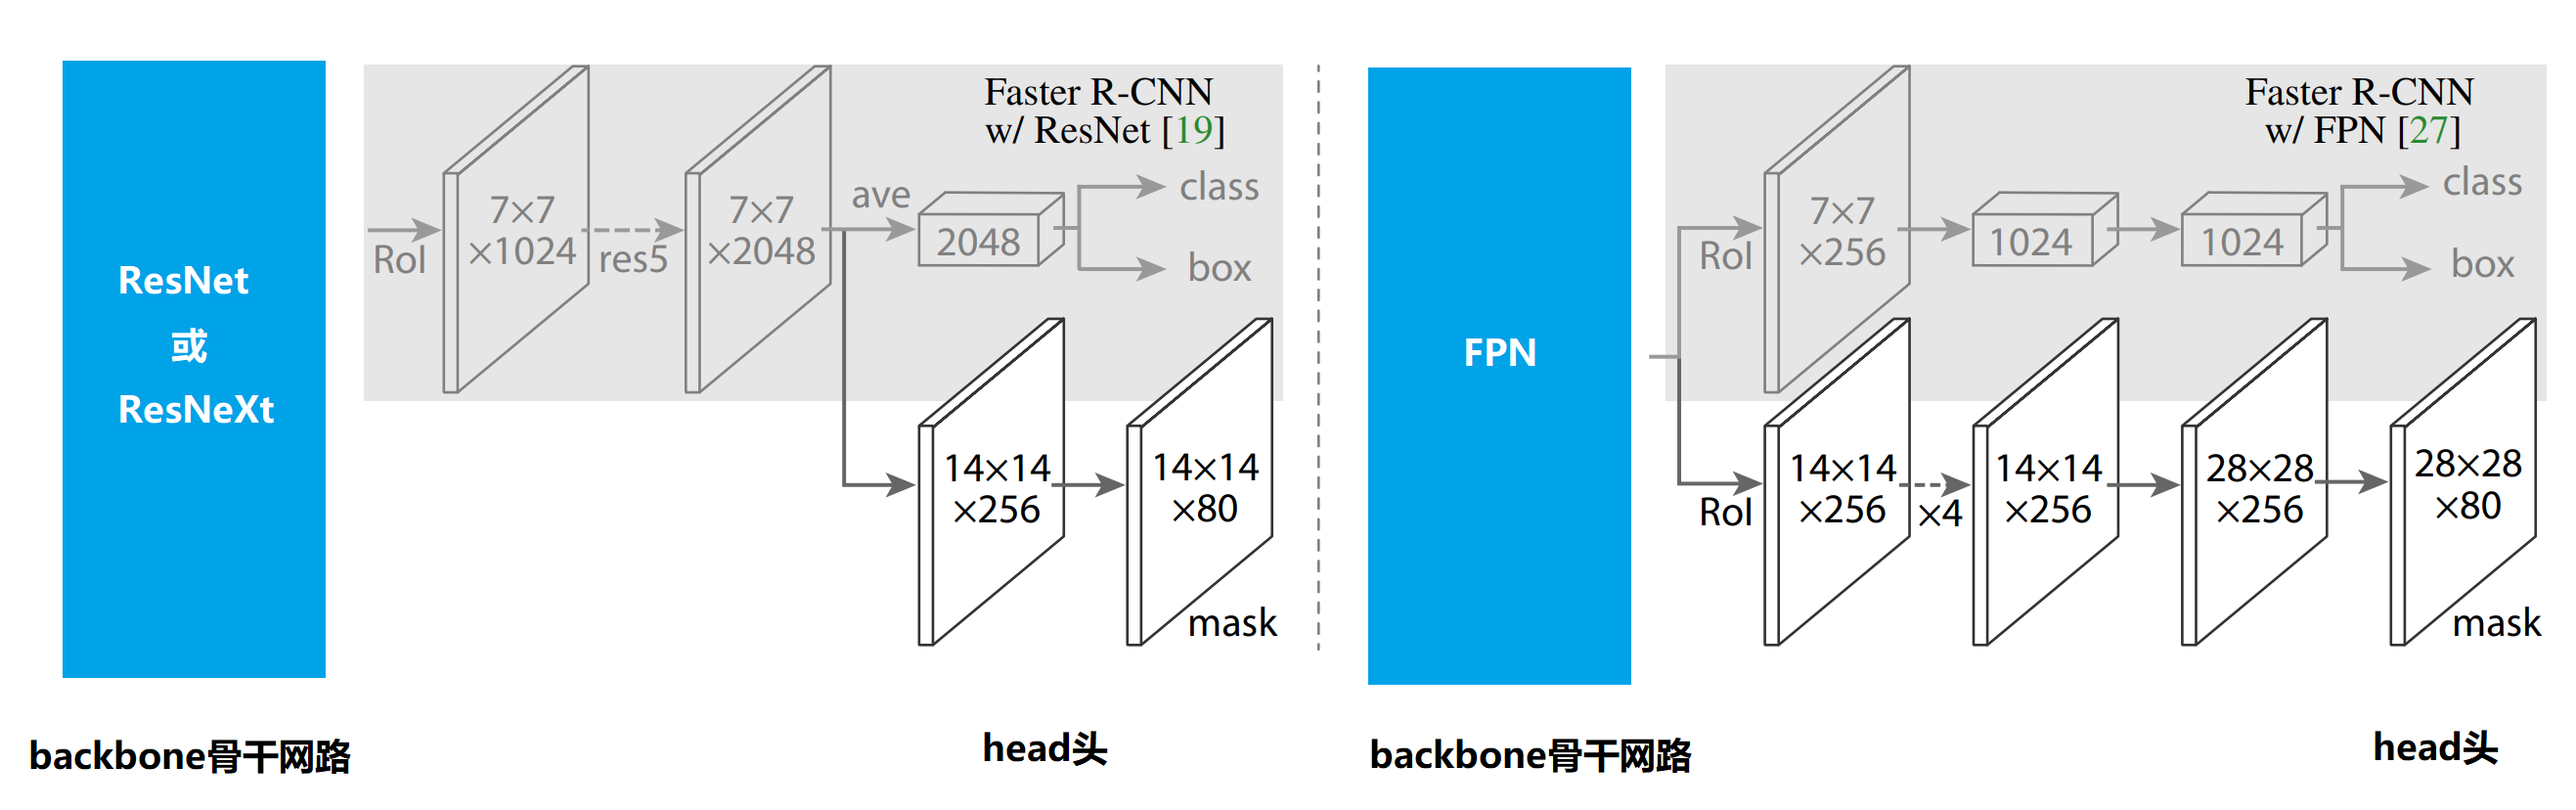 ResNet
或
ResNeXt
backbone骨干网路
RoI
7×7
×1024
res5
7×7
×2048
ave
2048
Faster R-CNN
w/ ResNet [19]
class
box
14×14
×256
14×14
×80
mask
head头
FPN
backbone骨干网路
RoI
7×7
×256
1024
1024
Faster R-CNN
w/ FPN [27]
class
box
RoI
14×14
×256
×4
14×14
×256
28×28
×256
28×28
×80
mask
head头